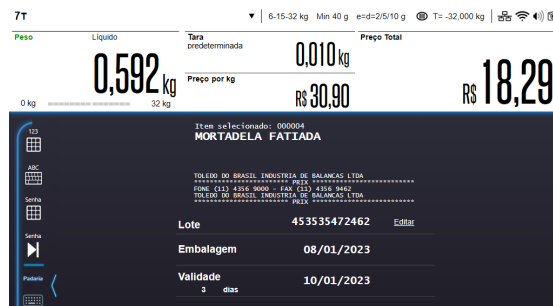 7T
▼ 6-15-32 kg Min 40 g e=d=2/5/10 g T= -32,000 kg
Peso Líquido
0,592 kg
0 kg 32 kg
Tara
predeterminada
0,010 kg
Preço por kg
R$ 30,90
Preço Total
R$ 18,29
123
ABC
Senha
Senha
Padaria
Item selecionado: 000004
MORTADELA FATIADA
TOLEDO DO BRASIL INDUSTRIA DE BALANCAS LTDA
************************ PRIX **************************
FONE (11) 4356 9000 - FAX (11) 4356 9462
TOLEDO DO BRASIL INDUSTRIA DE BALANCAS LTDA
************************ PRIX **************************
Lote 453535472462 Editar
Embalagem 08/01/2023
Validade 10/01/2023
3 dias